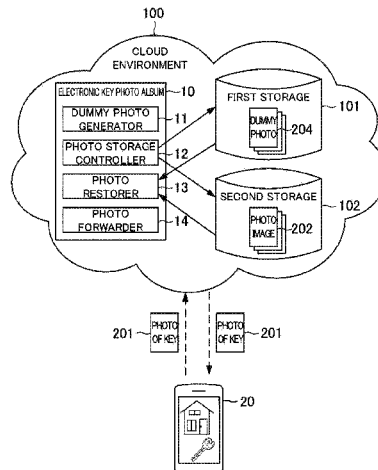 100
CLOUD
ENVIRONMENT
ELECTRONIC KEY PHOTO ALBUM
10
DUMMY PHOTO
GENERATOR
11
PHOTO STORAGE
CONTROLLER
12
PHOTO
RESTORER
13
PHOTO
FORWARDER
14
FIRST STORAGE
101
DUMMY
PHOTO
204
SECOND STORAGE
102
PHOTO
IMAGE
202
201
PHOTO
OF KEY
PHOTO
OF KEY
201
20